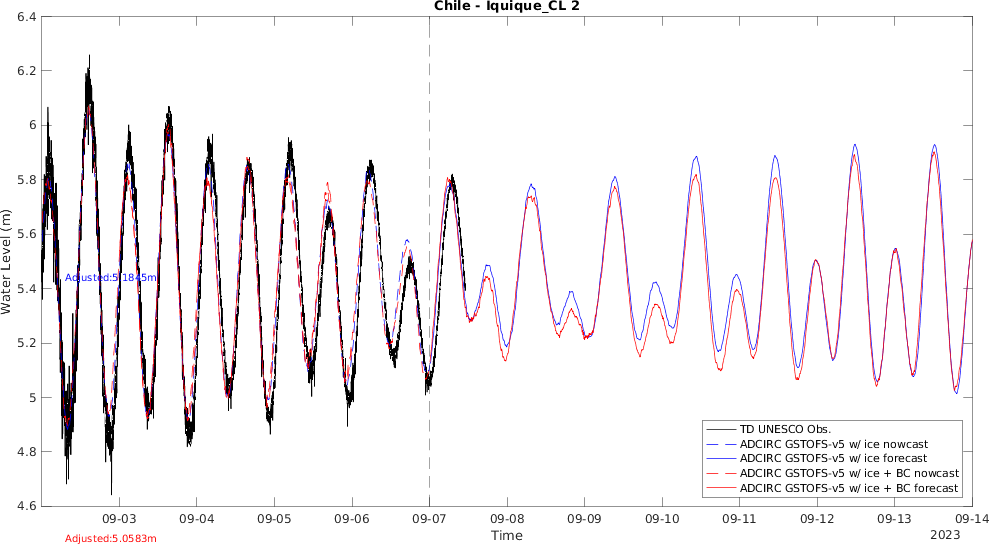 Chile - Iquique_CL 2
6.4
6.2
6
5.8
5.6
5.4
5.2
5
4.8
4.6
Water Level (m)
Adjusted:5.1845m
TD UNESCO Obs.
ADCIRC GSTOFS-v5 w/ ice nowcast
ADCIRC GSTOFS-v5 w/ ice forecast
ADCIRC GSTOFS-v5 w/ ice + BC nowcast
ADCIRC GSTOFS-v5 w/ ice + BC forecast
09-03 09-04 09-05 09-06 09-07 09-08 09-09 09-10 09-11 09-12 09-13 09-14
Time
2023
Adjusted:5.0583m